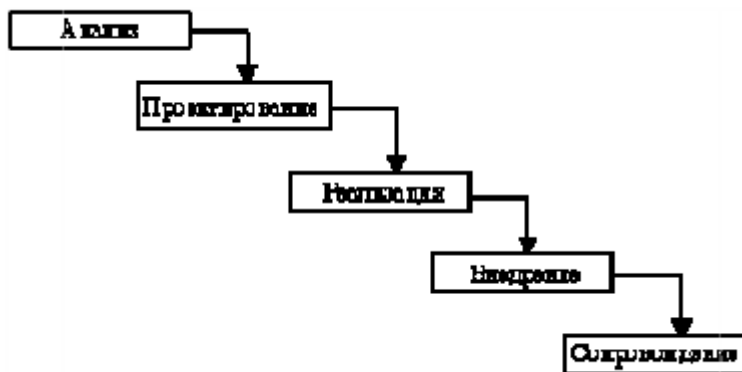 Анализ
Проектирование
Реализация
Внедрение
Сопровождение